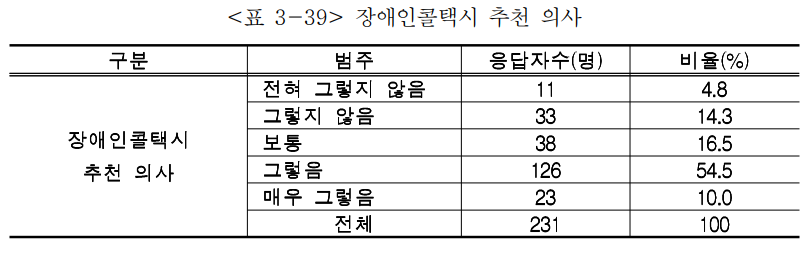 <표 3-39> 장애인콜택시 추천 의사
구분 범주 응답자수(명) 비율(%)
전혀 그렇지 않음 11 4.8
그렇지 않음 33 14.3
장애인콜택시
추천 의사
보통 38 16.5
그렇음 126 54.5
매우 그렇음 23 10.0
전체 231 100